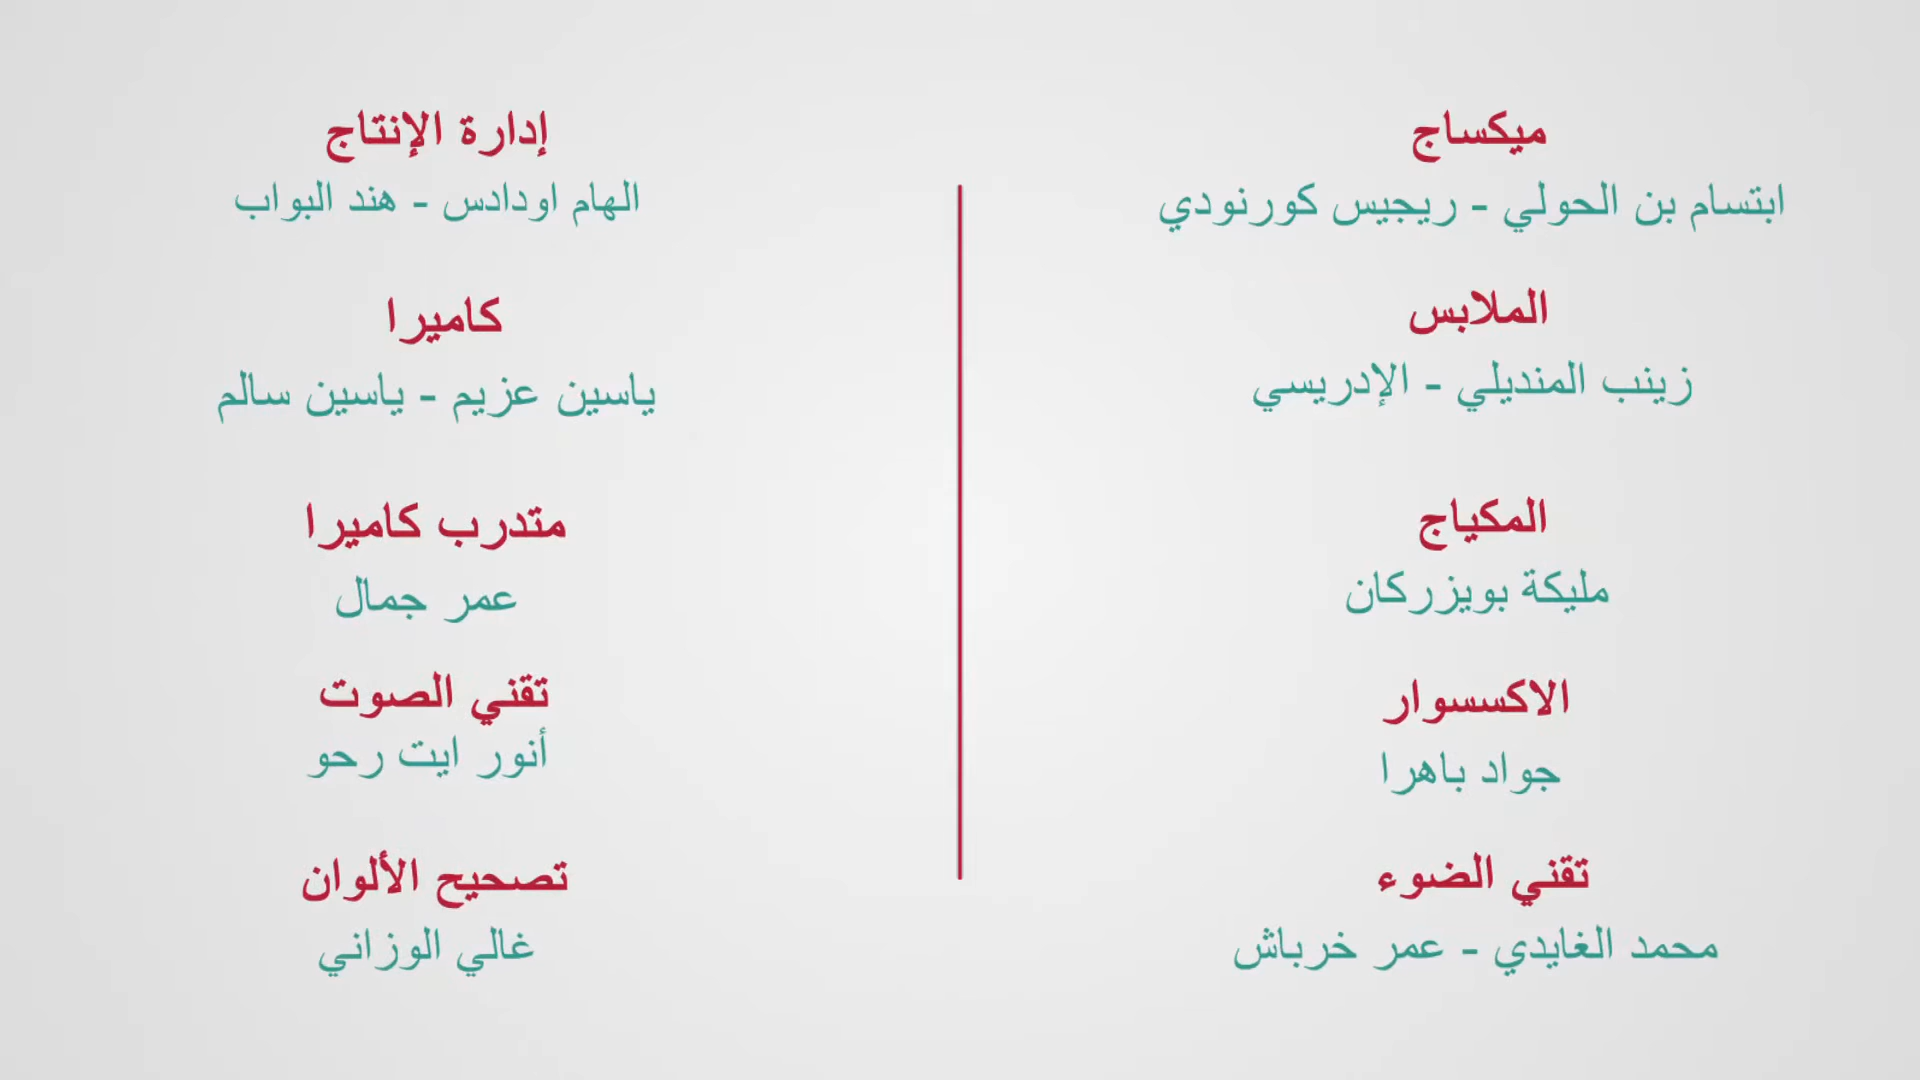 ميكساج
ابتسام بن الحولي - ريجيس كورنودي
الملابس
زينب المنديلي - الإدريسي
المكياج
مليكة بويزركان
الاكسسوار
جواد باهرا
تقني الضوء
محمد الغايدي - عمر خرباش
إدارة الإنتاج
الهام اودادس - هند البواب
كاميرا
ياسين عزيم - ياسين سالم
متدرب كاميرا
عمر جمال
تقني الصوت
أنور ايت رحو
تصحيح الألوان
غالي الوزاني